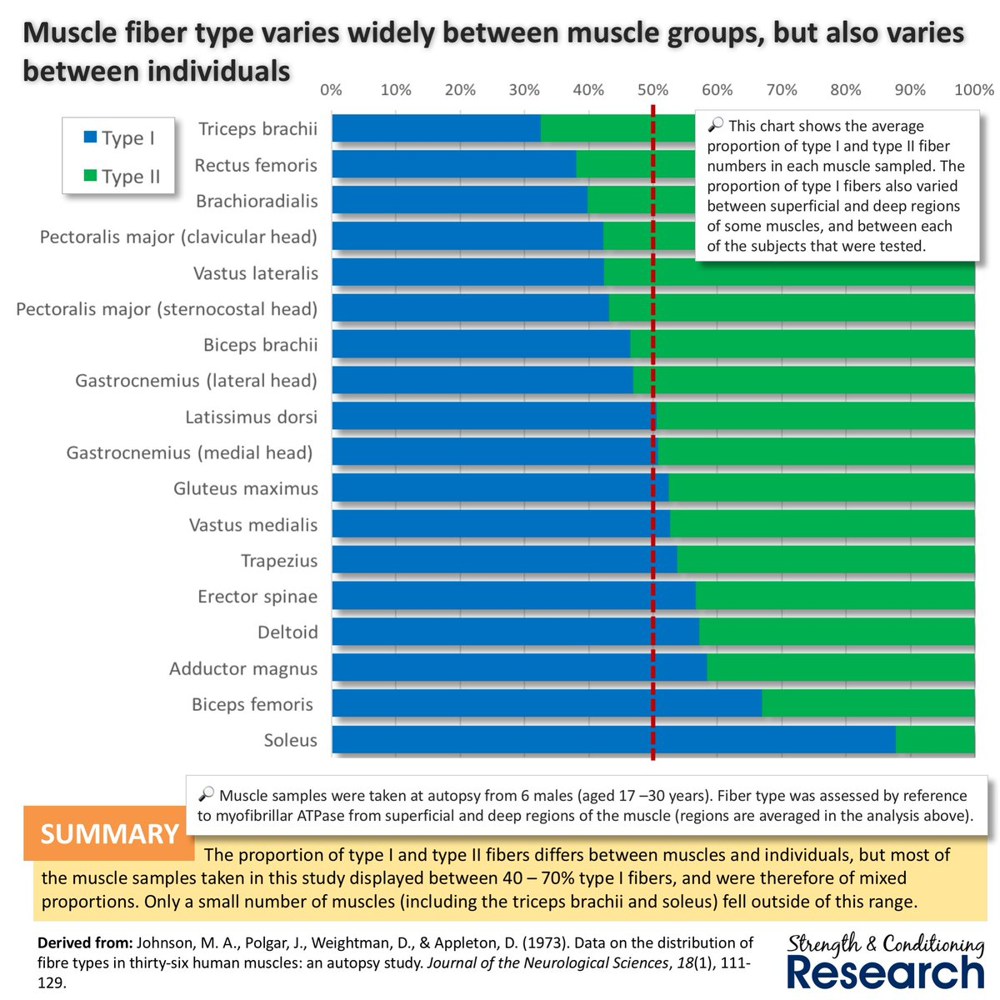 Muscle fiber type varies widely between muscle groups, but also varies
between individuals
0% 10% 20% 30% 40% 50% 60% 70% 80% 90% 100%
Type I
Type II
Triceps brachii
Rectus femoris
Brachioradialis
Pectoralis major (clavicular head)
Vastus lateralis
Pectoralis major (sternocostal head)
Biceps brachii
Gastrocnemius (lateral head)
Latissimus dorsi
Gastrocnemius (medial head)
Gluteus maximus
Vastus medialis
Trapezius
Erector spinae
Deltoid
Adductor magnus
Biceps femoris
Soleus
This chart shows the average
proportion of type I and type II fiber
numbers in each muscle sampled. The
proportion of type I fibers also varied
between superficial and deep regions
of some muscles, and between each
of the subjects that were tested.
Muscle samples were taken at autopsy from 6 males (aged 17 –30 years). Fiber type was assessed by reference
to myofibrillar ATPase from superficial and deep regions of the muscle (regions are averaged in the analysis above).
SUMMARY
The proportion of type I and type II fibers differs between muscles and individuals, but most of
the muscle samples taken in this study displayed between 40 – 70% type I fibers, and were therefore of mixed
proportions. Only a small number of muscles (including the triceps brachii and soleus) fell outside of this range.
Derived from: Johnson, M. A., Polgar, J., Weightman, D., & Appleton, D. (1973). Data on the distribution of
fibre types in thirty-six human muscles: an autopsy study. Journal of the Neurological Sciences, 18(1), 111-
129.
Strength & Conditioning
Research